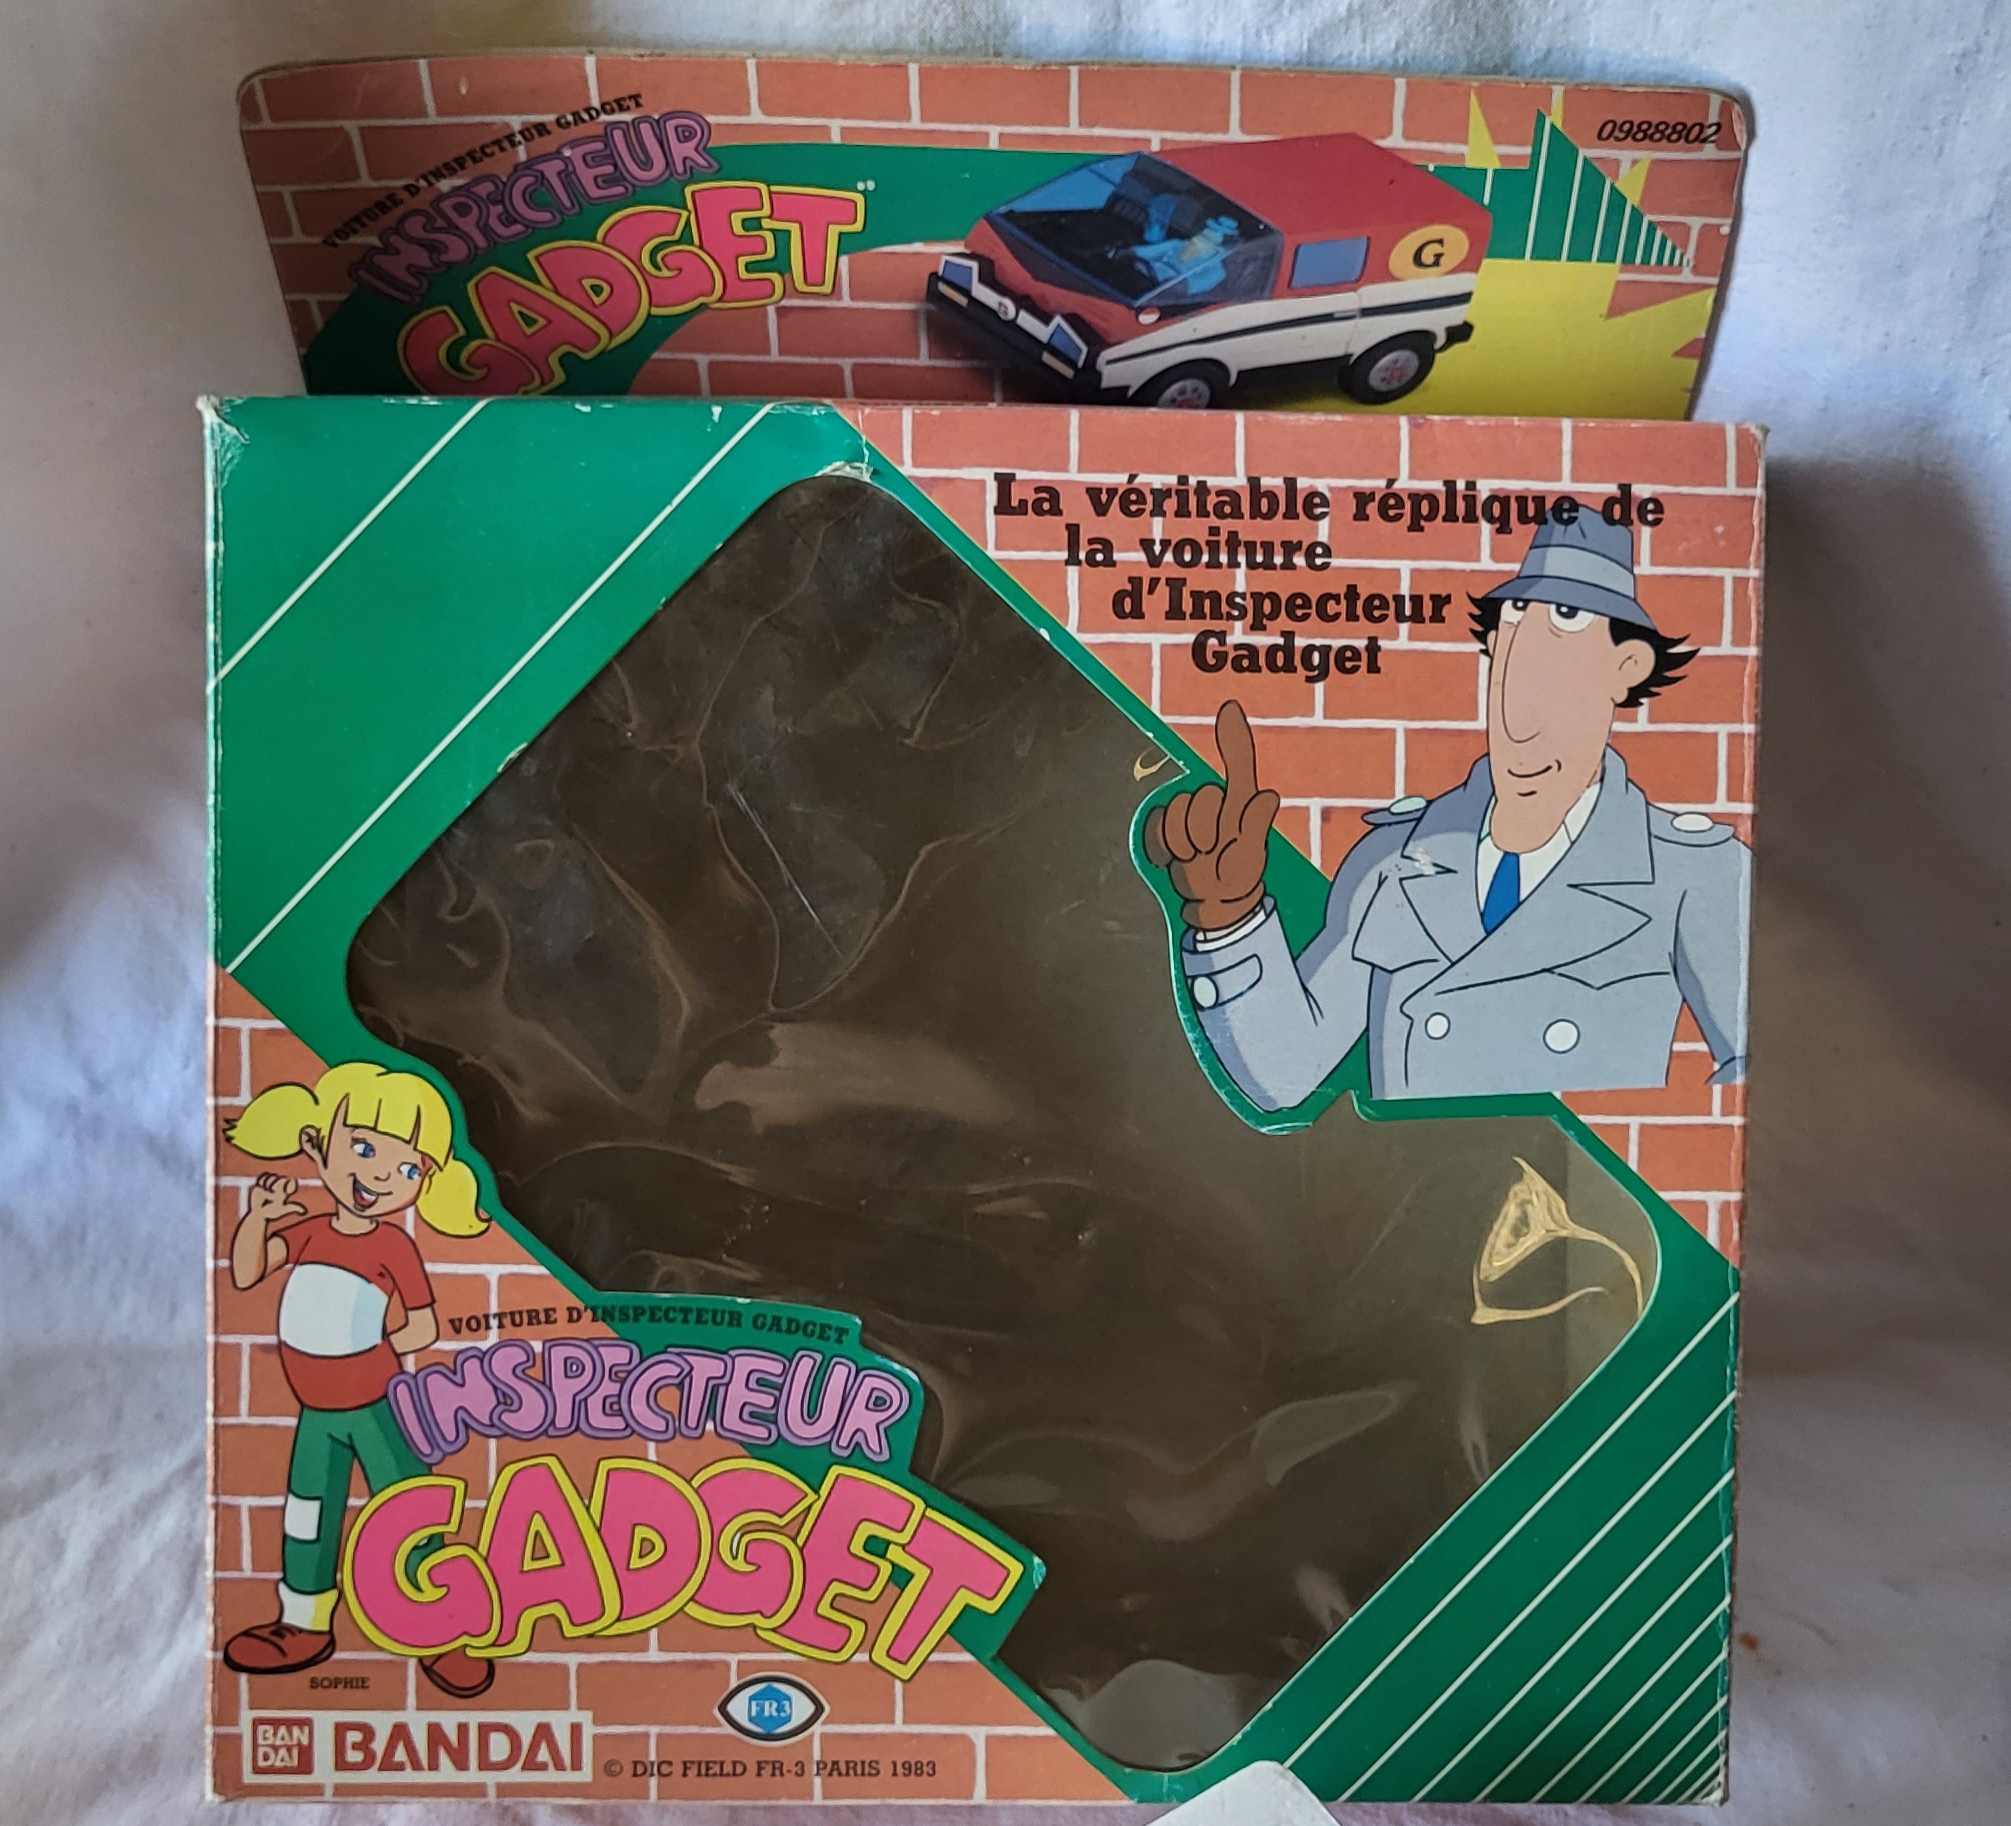 0988802
VOITURE D'INSPECTEUR GADGET
INSPECTEUR
GADGET
G
La véritable réplique de
la voiture
d'Inspecteur
Gadget
VOITURE D'INSPECTEUR GADGET
INSPECTEUR
GADGET
SOPHIE
BAN
DAI
BANDAI
FR3
© DIC FIELD FR-3 PARIS 1983